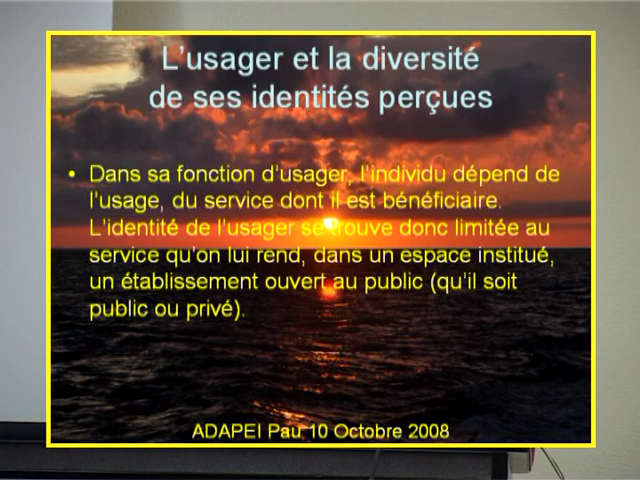 L'usager et la diversité
de ses identités perçues
• Dans sa fonction d'usager, l'individu dépend de
l'usage, du service dont il est bénéficiaire.
L'identité de l'usager se trouve donc limitée au
service qu'on lui rend, dans un espace institué,
un établissement ouvert au public (qu'il soit
public ou privé).
ADAPEI Pau 10 Octobre 2008